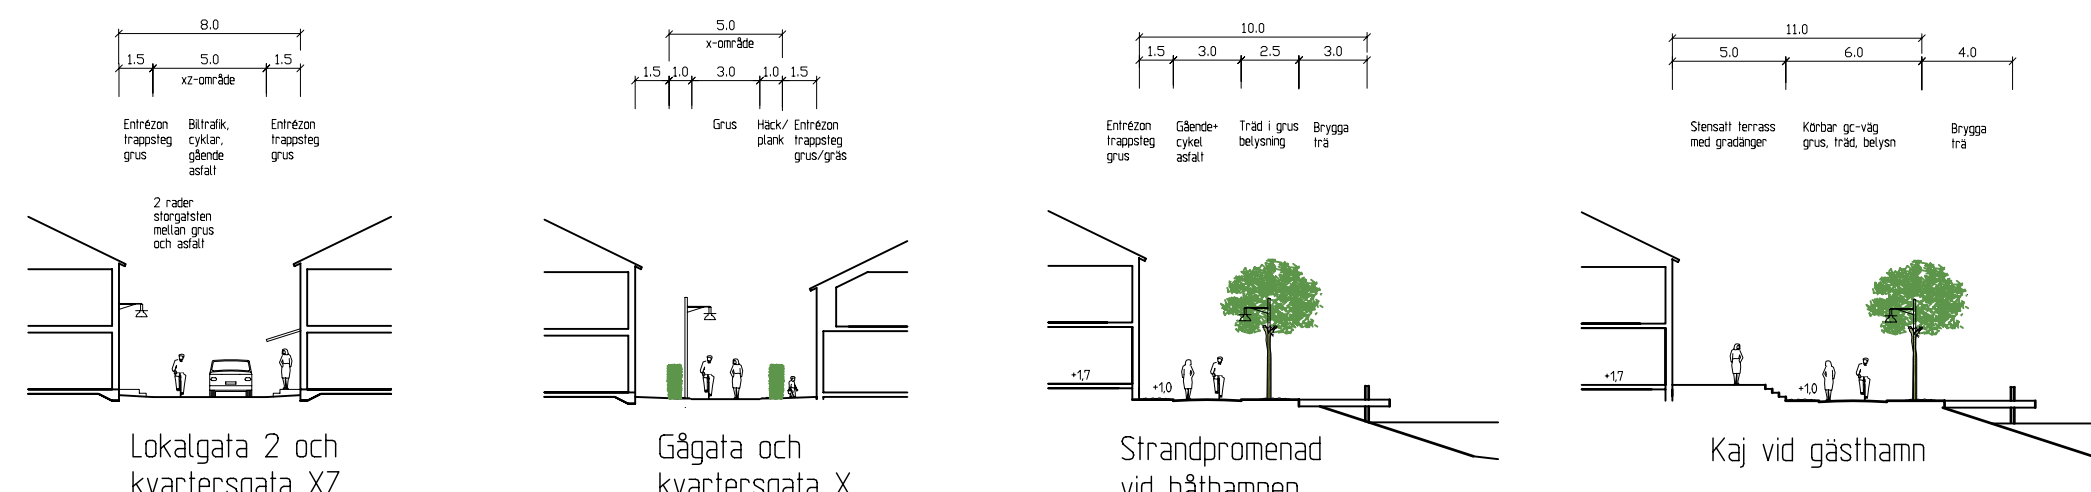 8.0
1.5 5.0 1.5
xz-område
Entrézon
trappsteg
grus
Biltrafik,
cyklar,
gående
asfalt
Entrézon
trappsteg
grus
2 rader
storgatsten
mellan grus
och asfalt
Lokalgata 2 och
kvartersgata XZ
5.0
x-område
1.5 1.0 3.0 1.0 1.5
Grus
Häck/
plank
Entrézon
trappsteg
grus/gräs
Gågata och
kvartersgata X
10.0
1.5 3.0 2.5 3.0
Entrézon
trappsteg
grus
Gående+
cykel
asfalt
Träd i grus
belysning
Brygga
trä
+1,7
+1,0
Strandpromenad
vid båthamnen
11.0
5.0 6.0 4.0
Stensatt terrass
med gradänger
Körbar gc-väg
grus, träd, belysn
Brygga
trä
+1,7
+1,0
Kaj vid gästhamn